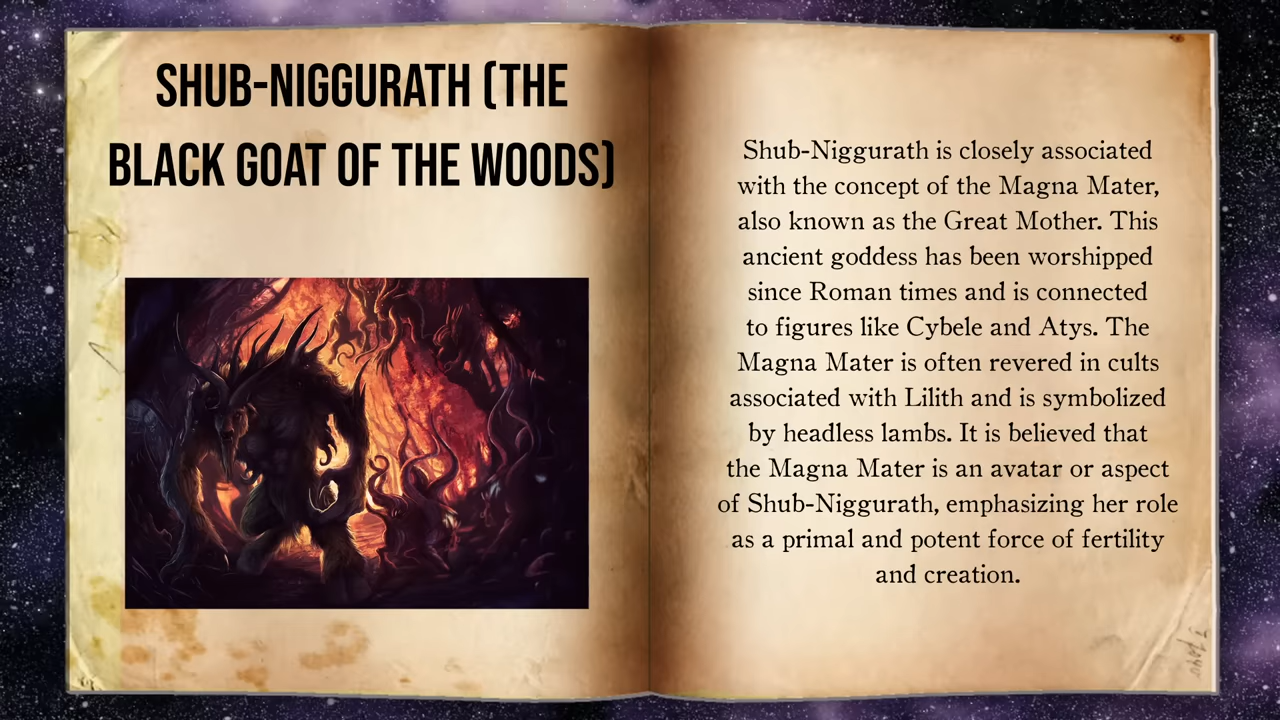 SHUB-NIGGURATH (THE
BLACK GOAT OF THE WOODS)
Shub-Niggurath is closely associated
with the concept of the Magna Mater,
also known as the Great Mother. This
ancient goddess has been worshipped
since Roman times and is connected
to figures like Cybele and Atys. The
Magna Mater is often revered in cults
associated with Lilith and is symbolized
by headless lambs. It is believed that
the Magna Mater is an avatar or aspect
of Shub-Niggurath, emphasizing her role
as a primal and potent force of fertility
and creation.